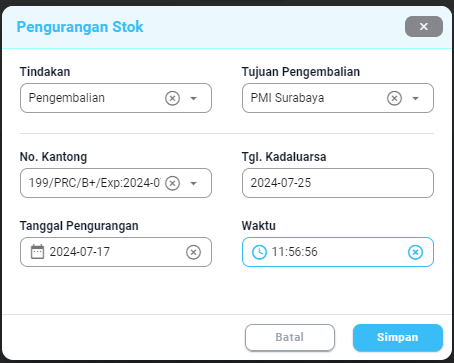 Pengurangan Stok
Tindakan
Tujuan Pengembalian
Pengembalian
PMI Surabaya
No. Kantong
Tgl. Kadaluarsa
199/PRC/B+/Exp:2024-0
2024-07-25
Tanggal Pengurangan
Waktu
2024-07-17
11:56:56
Batal
Simpan